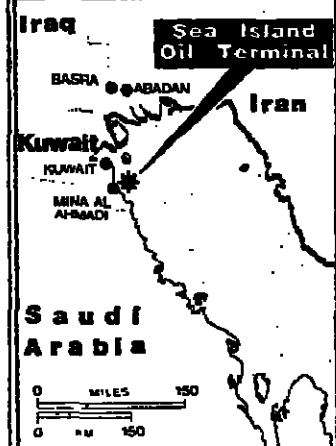 Iraq
Sea Island
Oil Terminal
BASRA
ABADAN
Iran
Kuwait
KUWAIT
MINA AL
AHMADI
Saudi
Arabia
0 MILES 150
0 KM 150